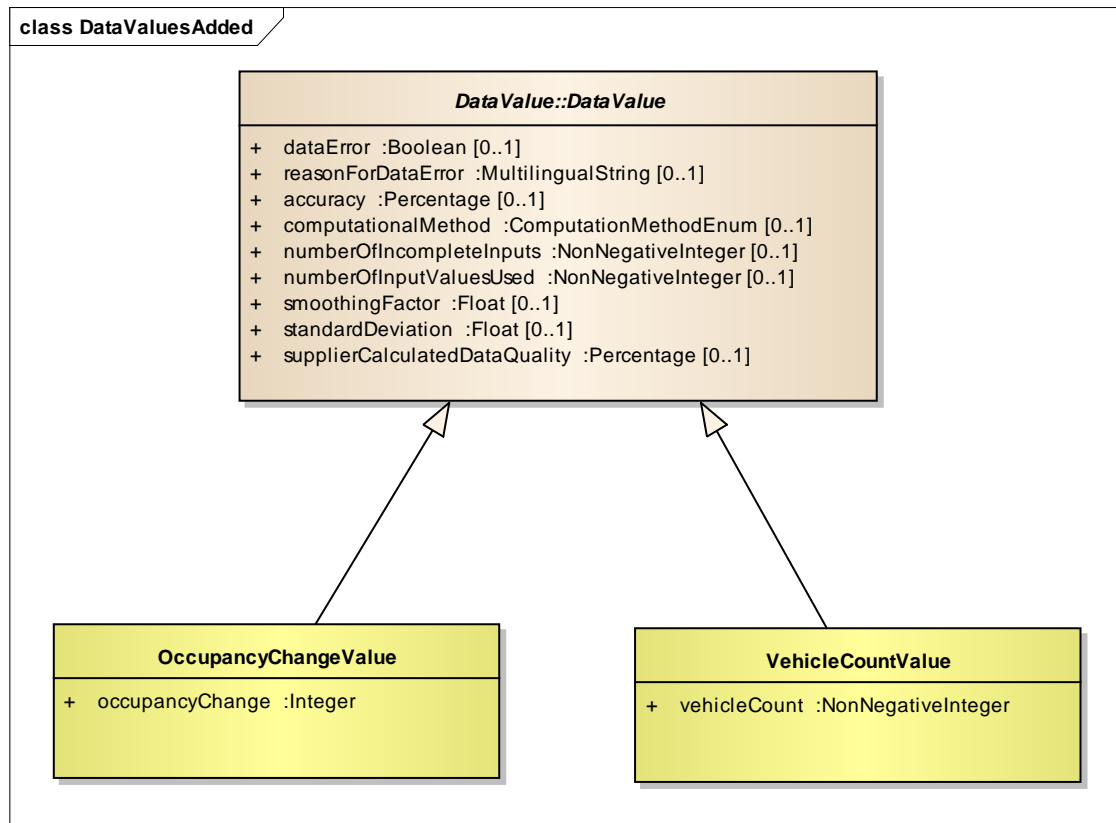 class DataValuesAdded
DataValue::DataValue
+ dataError :Boolean [0..1]
+ reasonForDataError :MultilingualString [0..1]
+ accuracy :Percentage [0..1]
+ computationalMethod :ComputationMethodEnum [0..1]
+ numberOfIncompleteInputs :NonNegativeInteger [0..1]
+ numberOfInputValuesUsed :NonNegativeInteger [0..1]
+ smoothingFactor :Float [0..1]
+ standardDeviation :Float [0..1]
+ supplierCalculatedDataQuality :Percentage [0..1]
OccupancyChangeValue
+ occupancyChange :Integer
VehicleCountValue
+ vehicleCount :NonNegativeInteger